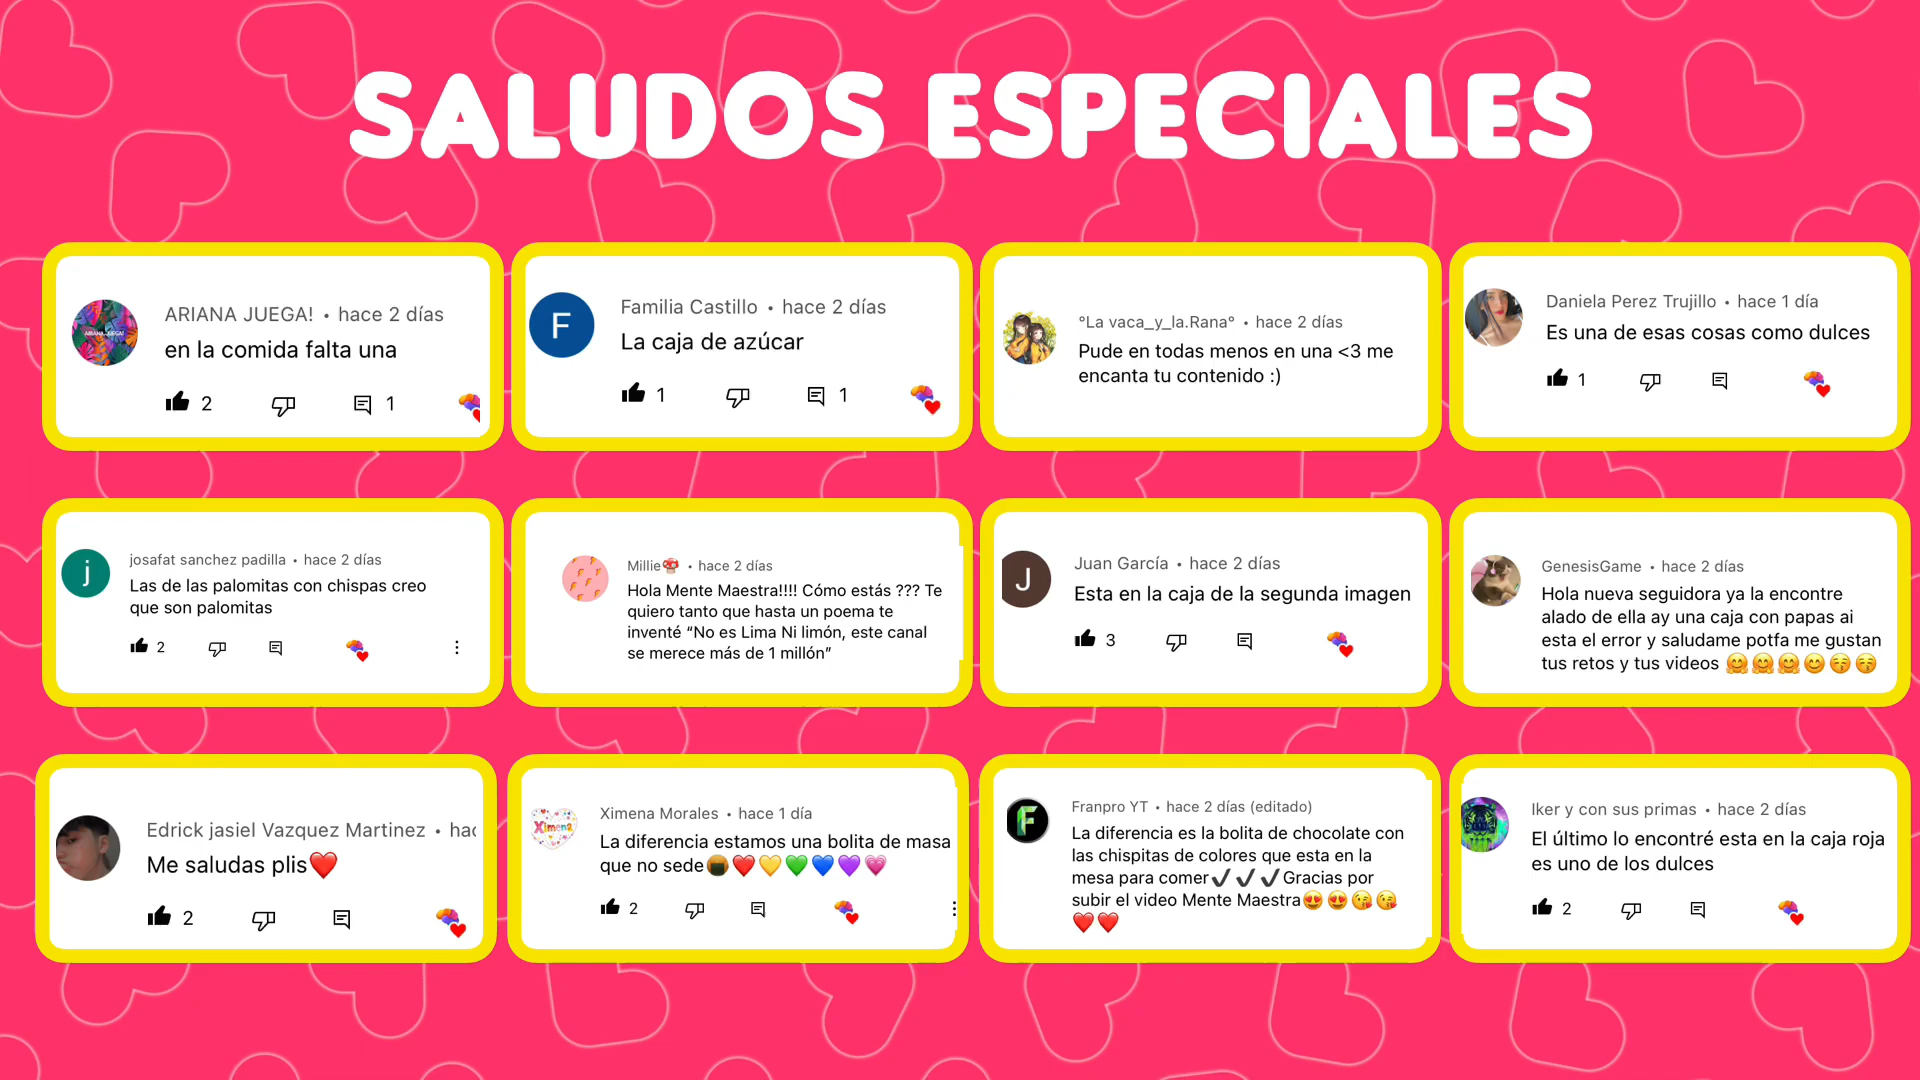 SALUDOS ESPECIALES
ARIANA JUEGA! • hace 2 días
en la comida falta una
2 1
F
Familia Castillo • hace 2 días
La caja de azúcar
1 1
°La vaca_y_la.Rana° • hace 2 días
Pude en todas menos en una <3 me
encanta tu contenido :)
Daniela Perez Trujillo • hace 1 día
Es una de esas cosas como dulces
1
j
josafat sanchez padilla • hace 2 días
Las de las palomitas con chispas creo
que son palomitas
2
Millie🍄 • hace 2 días
Hola Mente Maestra!!!! Cómo estás ??? Te
quiero tanto que hasta un poema te
inventé “No es Lima Ni limón, este canal
se merece más de 1 millón”
J
Juan García • hace 2 días
Esta en la caja de la segunda imagen
3
GenesisGame • hace 2 días
Hola nueva seguidora ya la encontre
alado de ella ay una caja con papas ai
esta el error y saludame potfa me gustan
tus retos y tus videos 🤗🤗🤗😊😚😚
Edrick jasiel Vazquez Martinez • hac
Me saludas plis❤️
2
Ximena
Ximena Morales • hace 1 día
La diferencia estamos una bolita de masa
que no sede🍘❤️💛💚💙💜💗
2
F
Franpro YT • hace 2 días (editado)
La diferencia es la bolita de chocolate con
las chispitas de colores que esta en la
mesa para comer✔✔✔Gracias por
subir el video Mente Maestra😍😍😘😘
❤️❤️
Iker y con sus primas • hace 2 días
El último lo encontré esta en la caja roja
es uno de los dulces
2